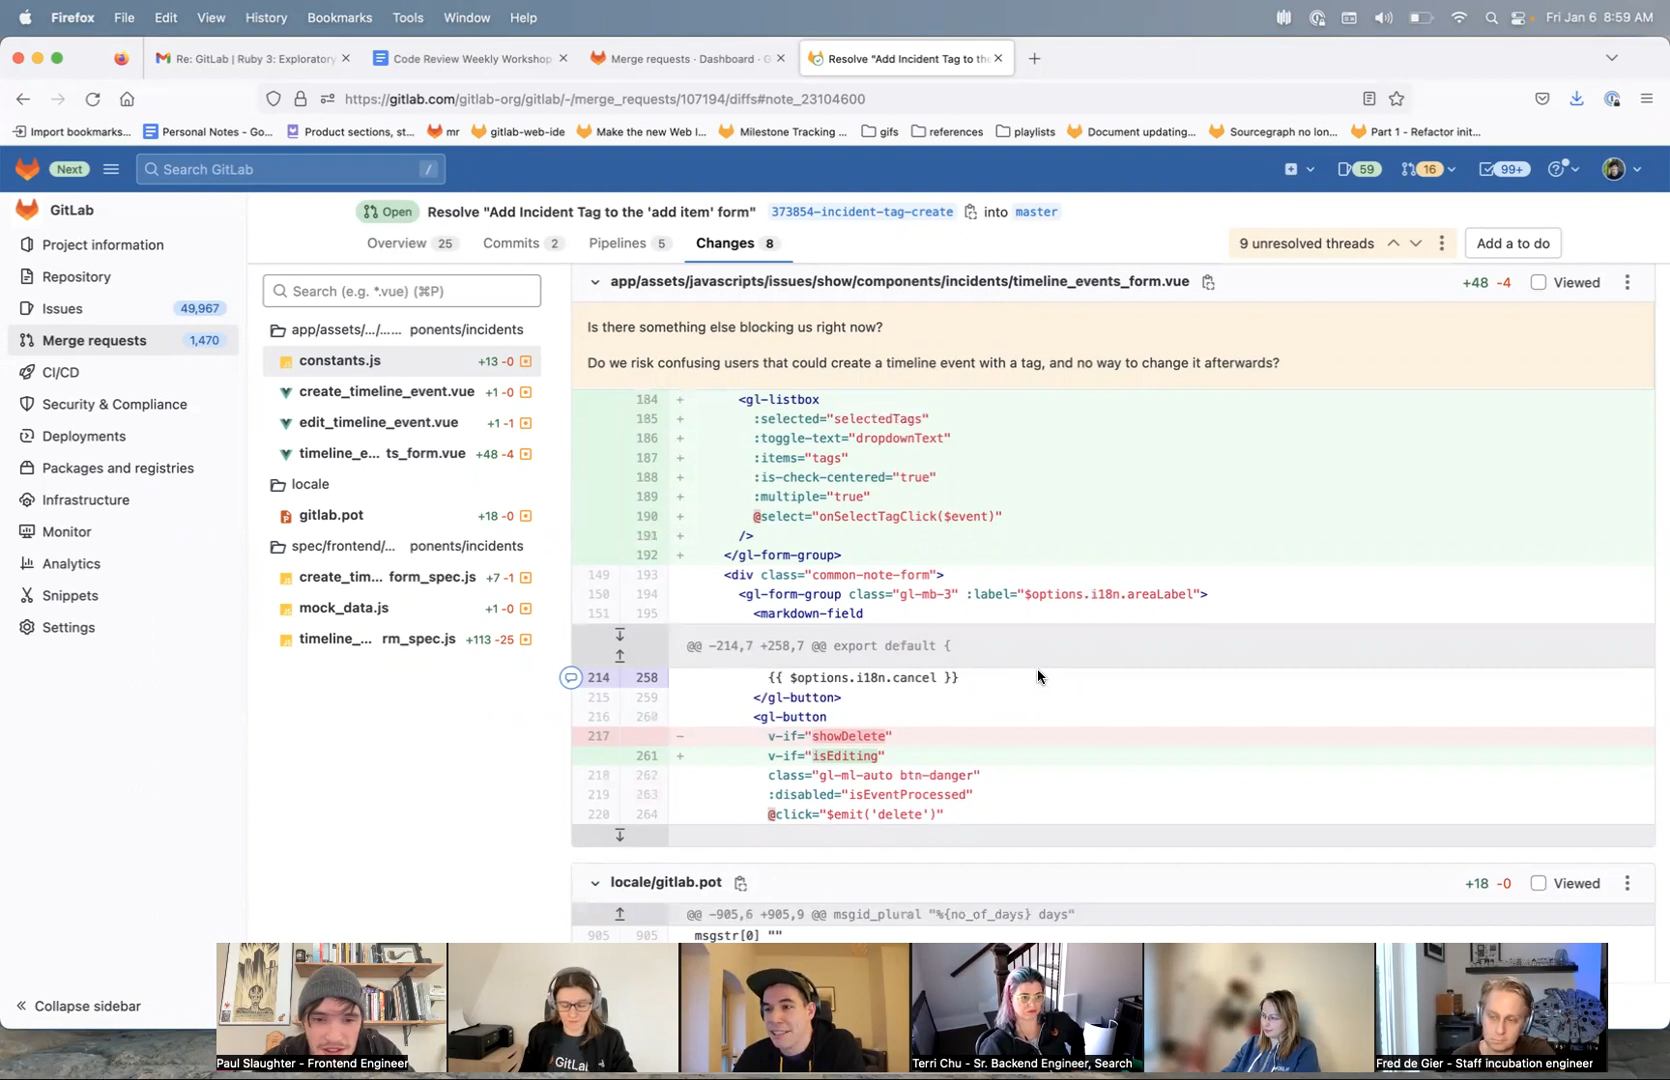 Firefox File Edit View History Bookmarks Tools Window Help Fri Jan 6 8:59 AM
Re: GitLab | Ruby 3: Exploratory
Code Review Weekly Workshop
Merge requests · Dashboard · G
Resolve "Add Incident Tag to the
https://gitlab.com/gitlab-org/gitlab/-/merge_requests/107194/diffs#note_23104600
Import bookmarks... Personal Notes - Go... Product sections, st... mr gitlab-web-ide Make the new Web I... Milestone Tracking ... gifs references playlists Document updating... Sourcegraph no lon... Part 1 - Refactor init...
Next Search GitLab / 59 16 99+
GitLab
Project information
Repository
Issues 49,967
Merge requests 1,470
CI/CD
Security & Compliance
Deployments
Packages and registries
Infrastructure
Monitor
Analytics
Snippets
Settings
Collapse sidebar
Open Resolve "Add Incident Tag to the 'add item' form" 373854-incident-tag-create into master
Overview 25 Commits 2 Pipelines 5 Changes 8
9 unresolved threads Add a to do
Search (e.g. *.vue) (⌘P)
app/assets/.../... ... ponents/incidents
constants.js +13 -0
create_timeline_event.vue +1 -0
edit_timeline_event.vue +1 -1
timeline_e... ts_form.vue +48 -4
locale
gitlab.pot +18 -0
spec/frontend/... ponents/incidents
create_tim... form_spec.js +7 -1
mock_data.js +1 -0
timeline_... rm_spec.js +113 -25
app/assets/javascripts/issues/show/components/incidents/timeline_events_form.vue +48 -4 Viewed
Is there something else blocking us right now?
Do we risk confusing users that could create a timeline event with a tag, and no way to change it afterwards?
184 + <gl-listbox
185 + :selected="selectedTags"
186 + :toggle-text="dropdownText"
187 + :items="tags"
188 + :is-check-centered="true"
189 + :multiple="true"
190 + @select="onSelectTagClick($event)"
191 + />
192 + </gl-form-group>
149 193 <div class="common-note-form">
150 194 <gl-form-group class="gl-mb-3" :label="$options.i18n.areaLabel">
151 195 <markdown-field
@@ -214,7 +258,7 @@ export default {
214 258 {{ $options.i18n.cancel }}
215 259 </gl-button>
216 260 <gl-button
217 - v-if="showDelete"
261 + v-if="isEditing"
218 262 class="gl-ml-auto btn-danger"
219 263 :disabled="isEventProcessed"
220 264 @click="$emit('delete')"
locale/gitlab.pot +18 -0 Viewed
@@ -905,6 +905,9 @@ msgid_plural "%{no_of_days} days"
905 905 msgstr[0] ""
GitLab
Paul Slaughter - Frontend Engineer
Terri Chu - Sr. Backend Engineer, Search
Fred de Gier - Staff incubation engineer